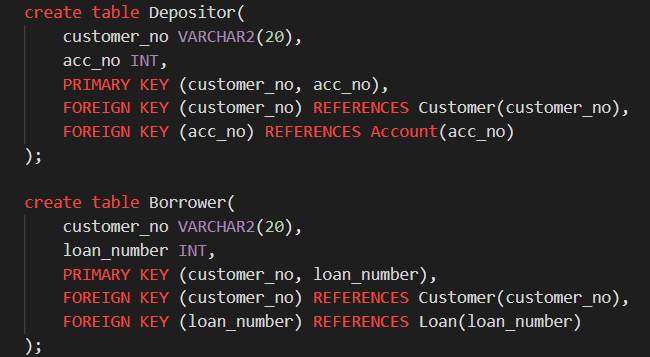 create table Depositor(
    customer_no VARCHAR2(20),
    acc_no INT,
    PRIMARY KEY (customer_no, acc_no),
    FOREIGN KEY (customer_no) REFERENCES Customer(customer_no),
    FOREIGN KEY (acc_no) REFERENCES Account(acc_no)
);

create table Borrower(
    customer_no VARCHAR2(20),
    loan_number INT,
    PRIMARY KEY (customer_no, loan_number),
    FOREIGN KEY (customer_no) REFERENCES Customer(customer_no),
    FOREIGN KEY (loan_number) REFERENCES Loan(loan_number)
);